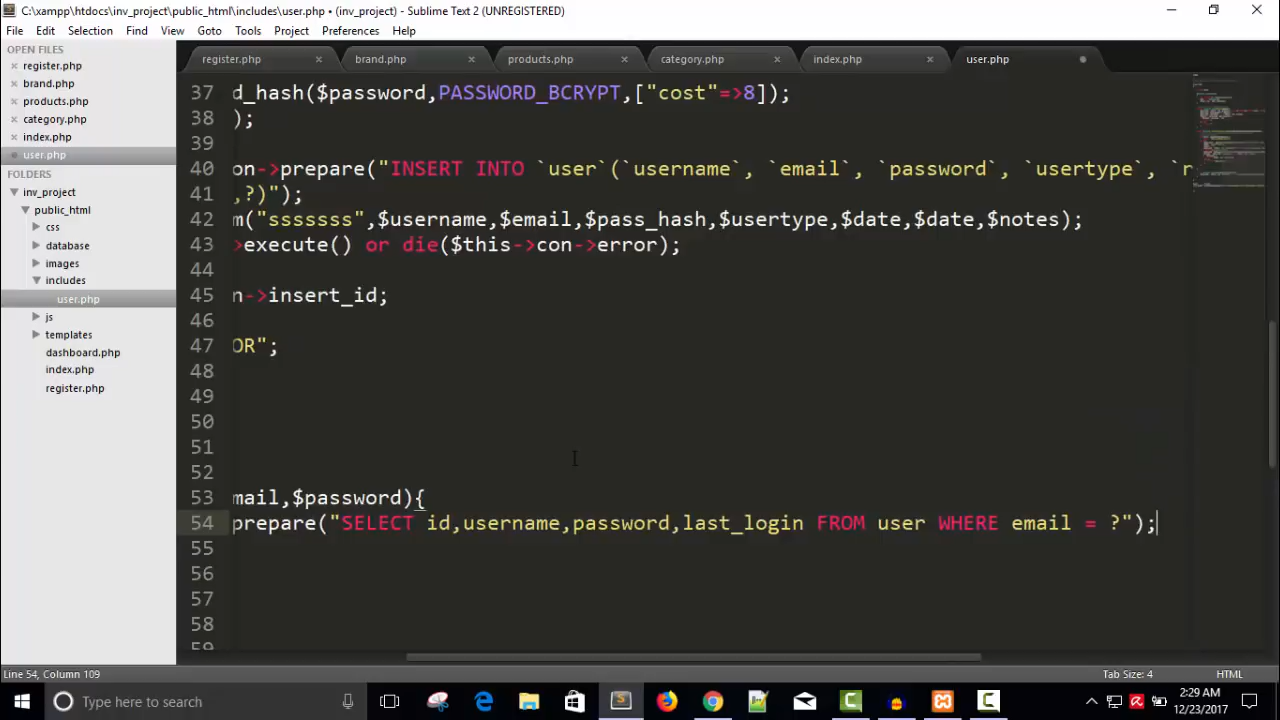 C:\xampp\htdocs\inv_project\public_html\includes\user.php • (inv_project) - Sublime Text 2 (UNREGISTERED)
File Edit Selection Find View Goto Tools Project Preferences Help
OPEN FILES
register.php
brand.php
products.php
category.php
index.php
user.php
FOLDERS
inv_project
public_html
css
database
images
includes
user.php
js
templates
dashboard.php
index.php
register.php
register.php brand.php products.php category.php index.php user.php
37 d_hash($password,PASSWORD_BCRYPT,["cost"=>8]);
38 );
39
40 on->prepare("INSERT INTO `user`(`username`, `email`, `password`, `usertype`, `r
41 ,?)");
42 m("sssssss",$username,$email,$pass_hash,$usertype,$date,$date,$notes);
43 >execute() or die($this->con->error);
44
45 n->insert_id;
46
47 OR";
48
49
50
51
52
53 mail,$password){
54 prepare("SELECT id,username,password,last_login FROM user WHERE email = ?");
55
56
57
58
59
Line 54, Column 109 Tab Size: 4 HTML
Type here to search
2:29 AM
12/23/2017